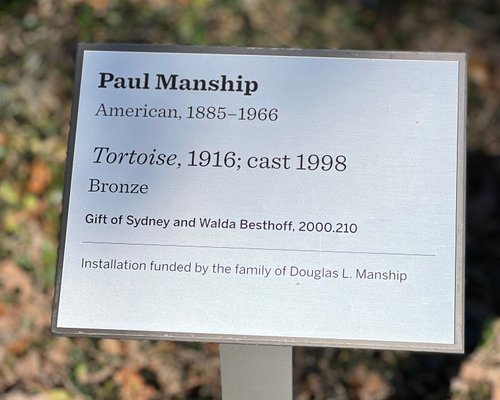 Paul Manship
American, 1885–1966
Tortoise, 1916; cast 1998
Bronze
Gift of Sydney and Walda Besthoff, 2000.210
Installation funded by the family of Douglas L. Manship